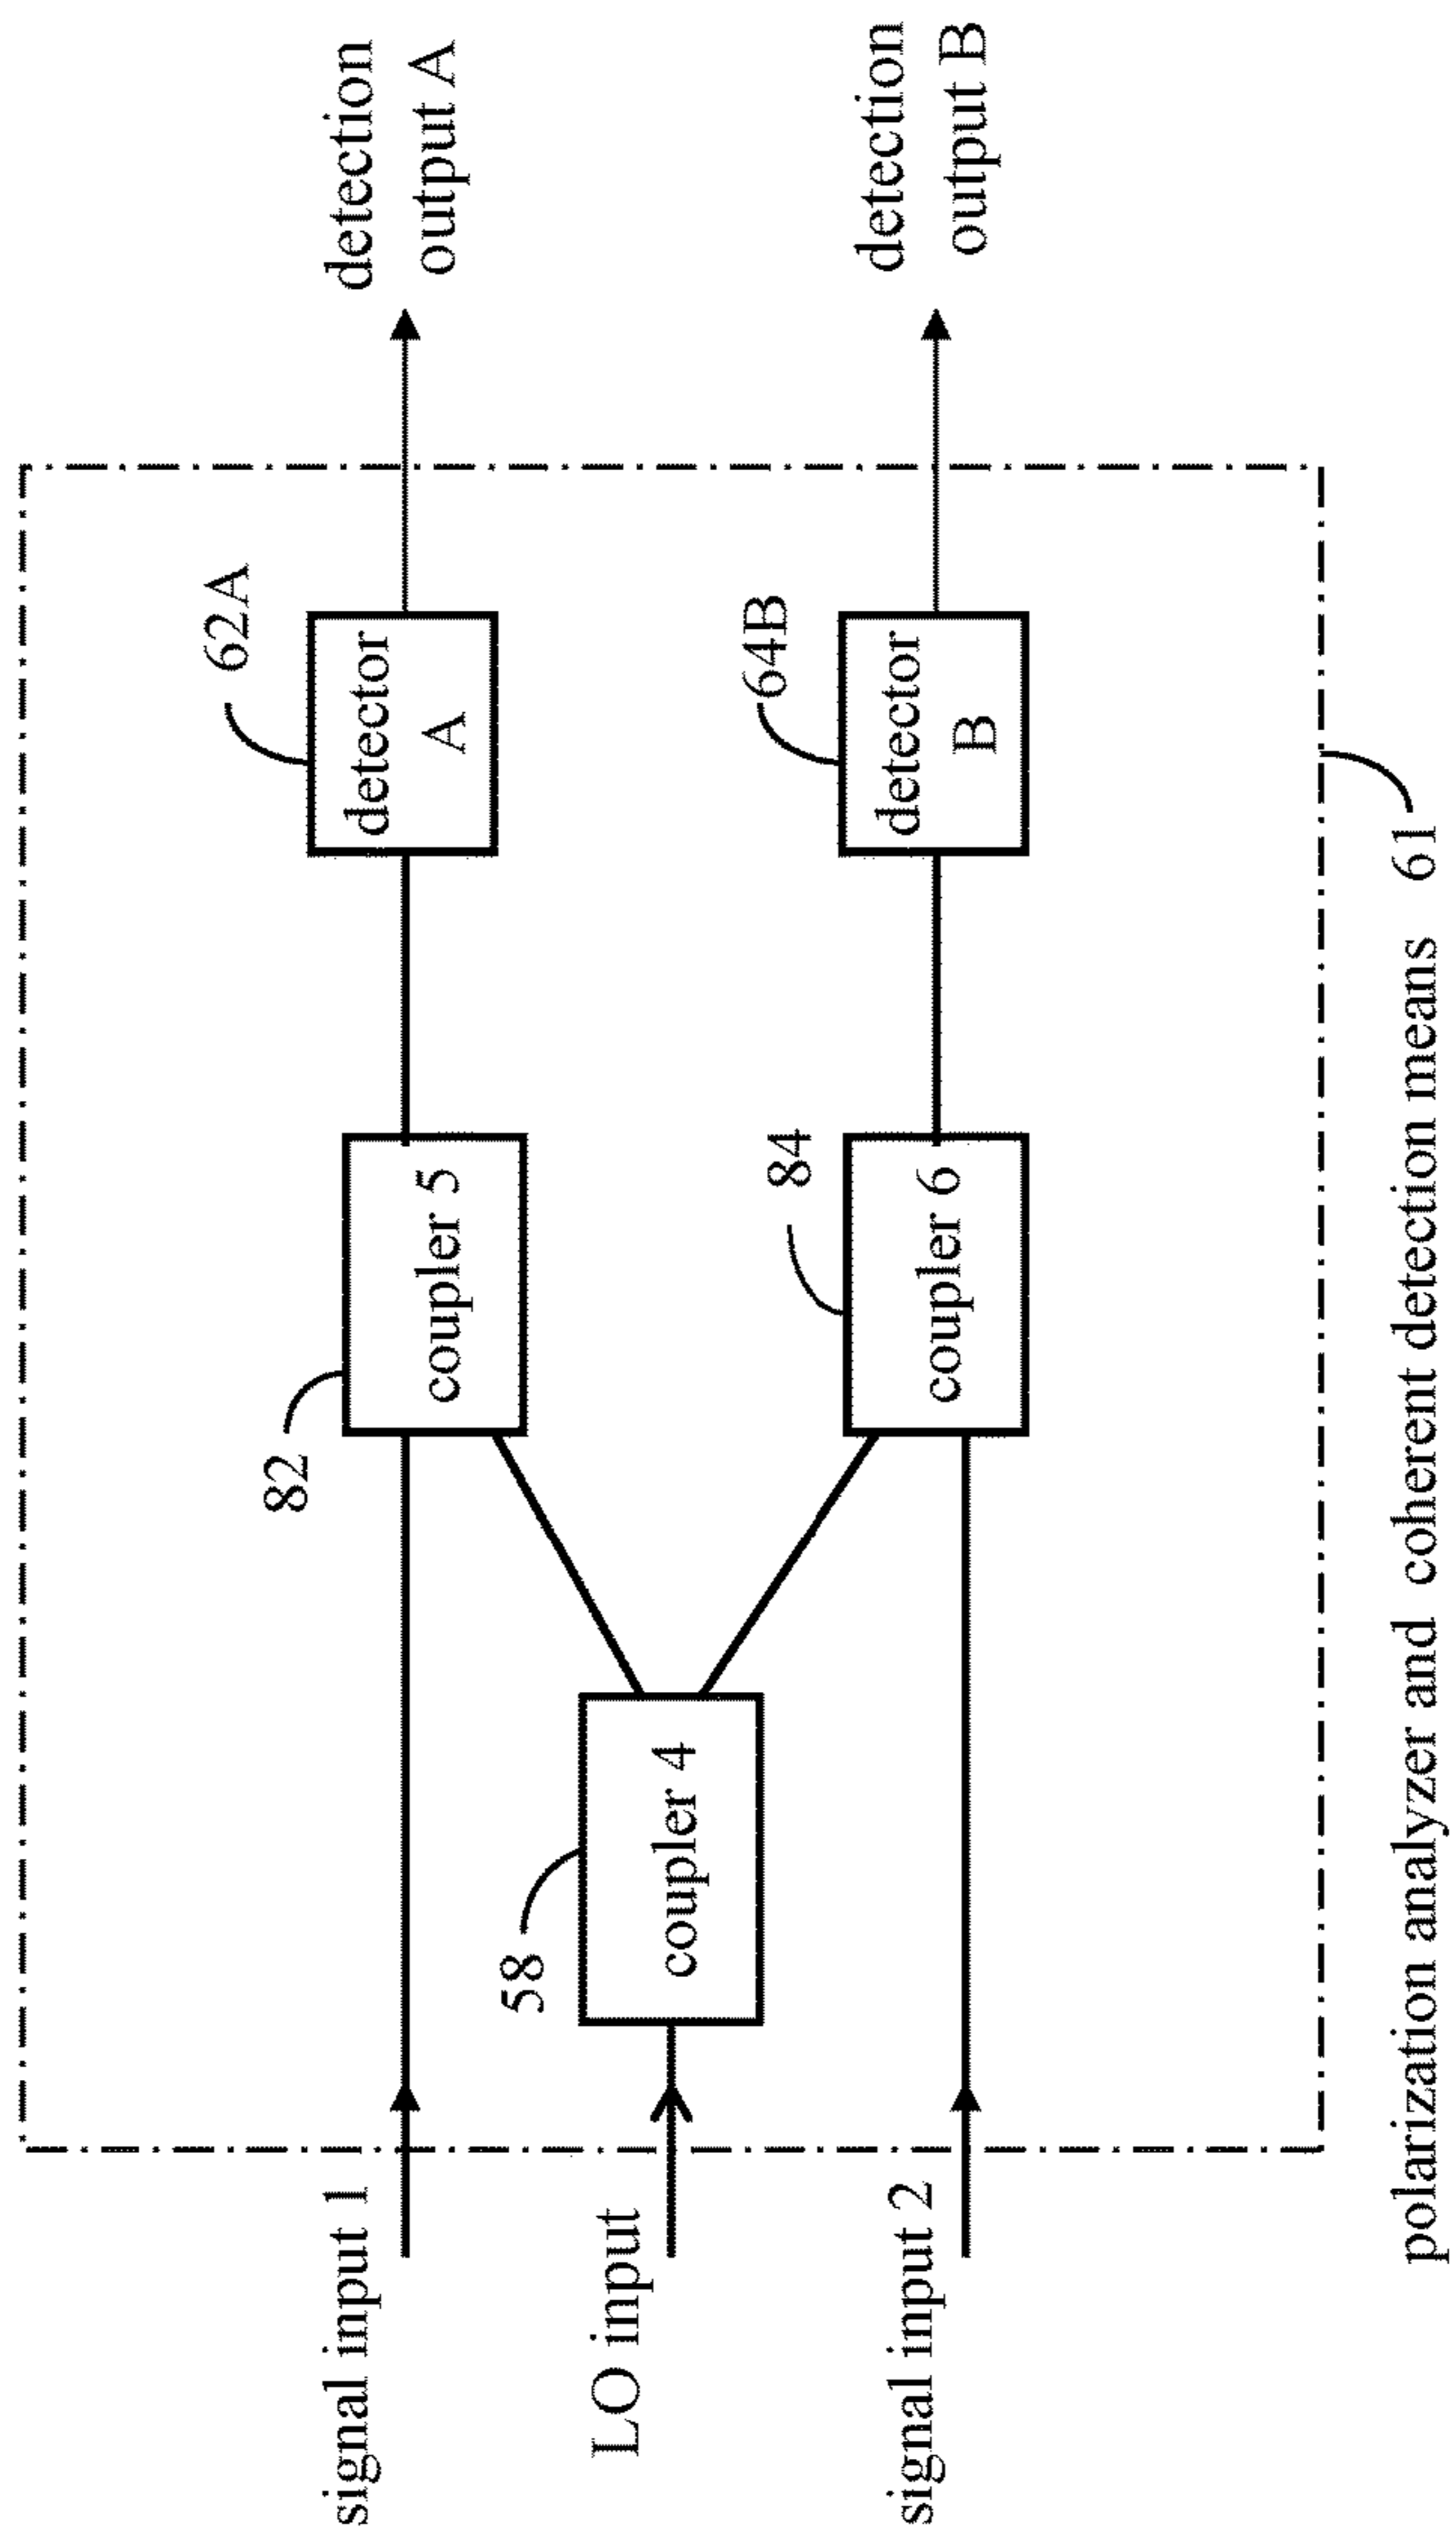 signal input 1
LO input
signal input 2
58
coupler 4
82
coupler 5
84
coupler 6
62A
detector
A
64B
detector
B
detection
output A
detection
output B
polarization analyzer and coherent detection means 61